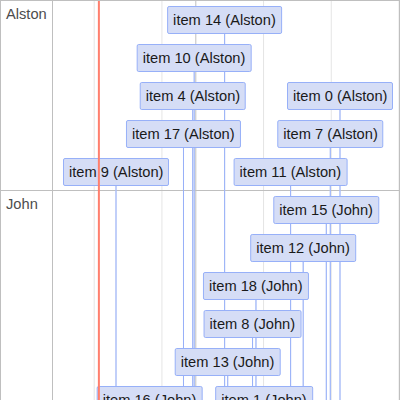 Alston
item 14 (Alston)
item 10 (Alston)
item 4 (Alston)
item 0 (Alston)
item 17 (Alston)
item 7 (Alston)
item 9 (Alston)
item 11 (Alston)
John
item 15 (John)
item 12 (John)
item 18 (John)
item 8 (John)
item 13 (John)
item 16 (John)
item 1 (John)